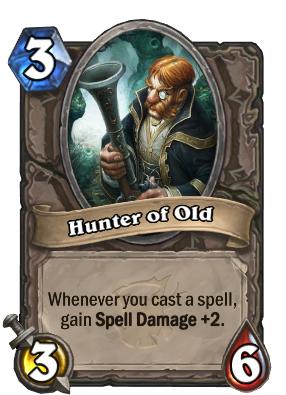 3
Hunter of Old
Whenever you cast a spell,
gain Spell Damage +2.
3
6